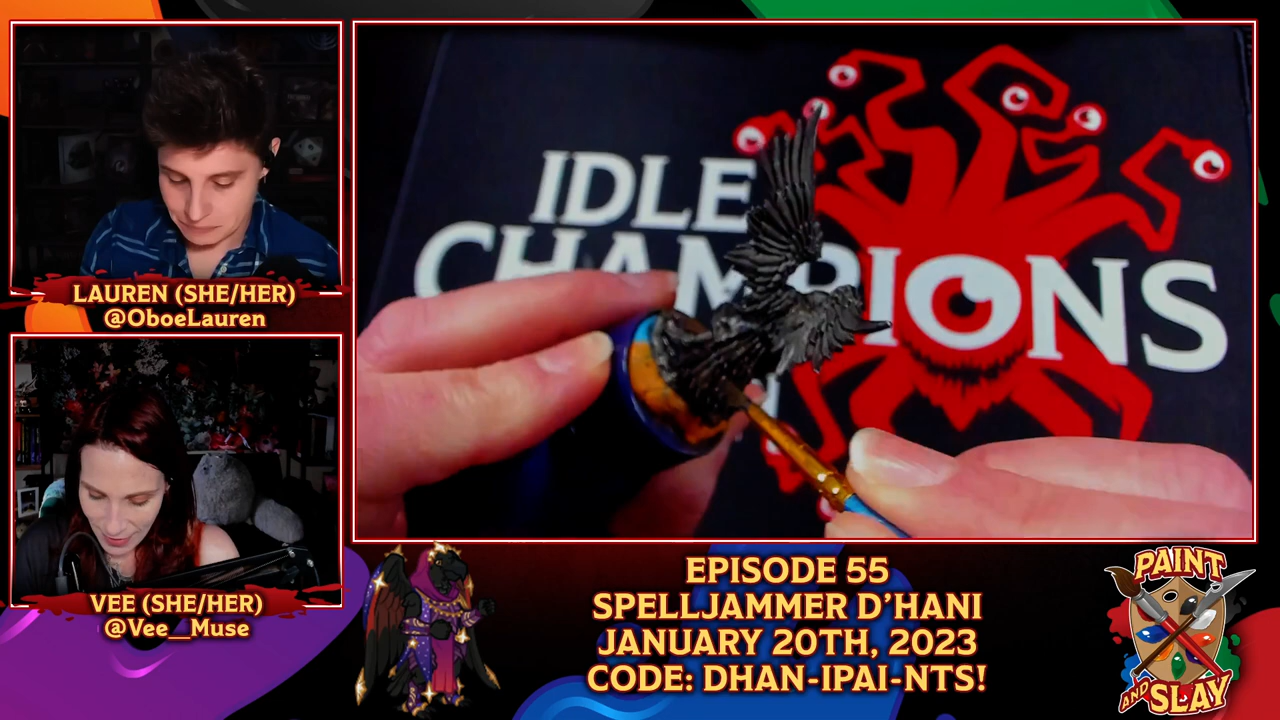 LAUREN (SHE/HER)
@OboeLauren
VEE (SHE/HER)
@Vee__Muse
IDLE
CHAMPIONS
EPISODE 55
SPELLJAMMER D'HANI
JANUARY 20TH, 2023
CODE: DHAN-IPAI-NTS!
PAINT
AND SLAY